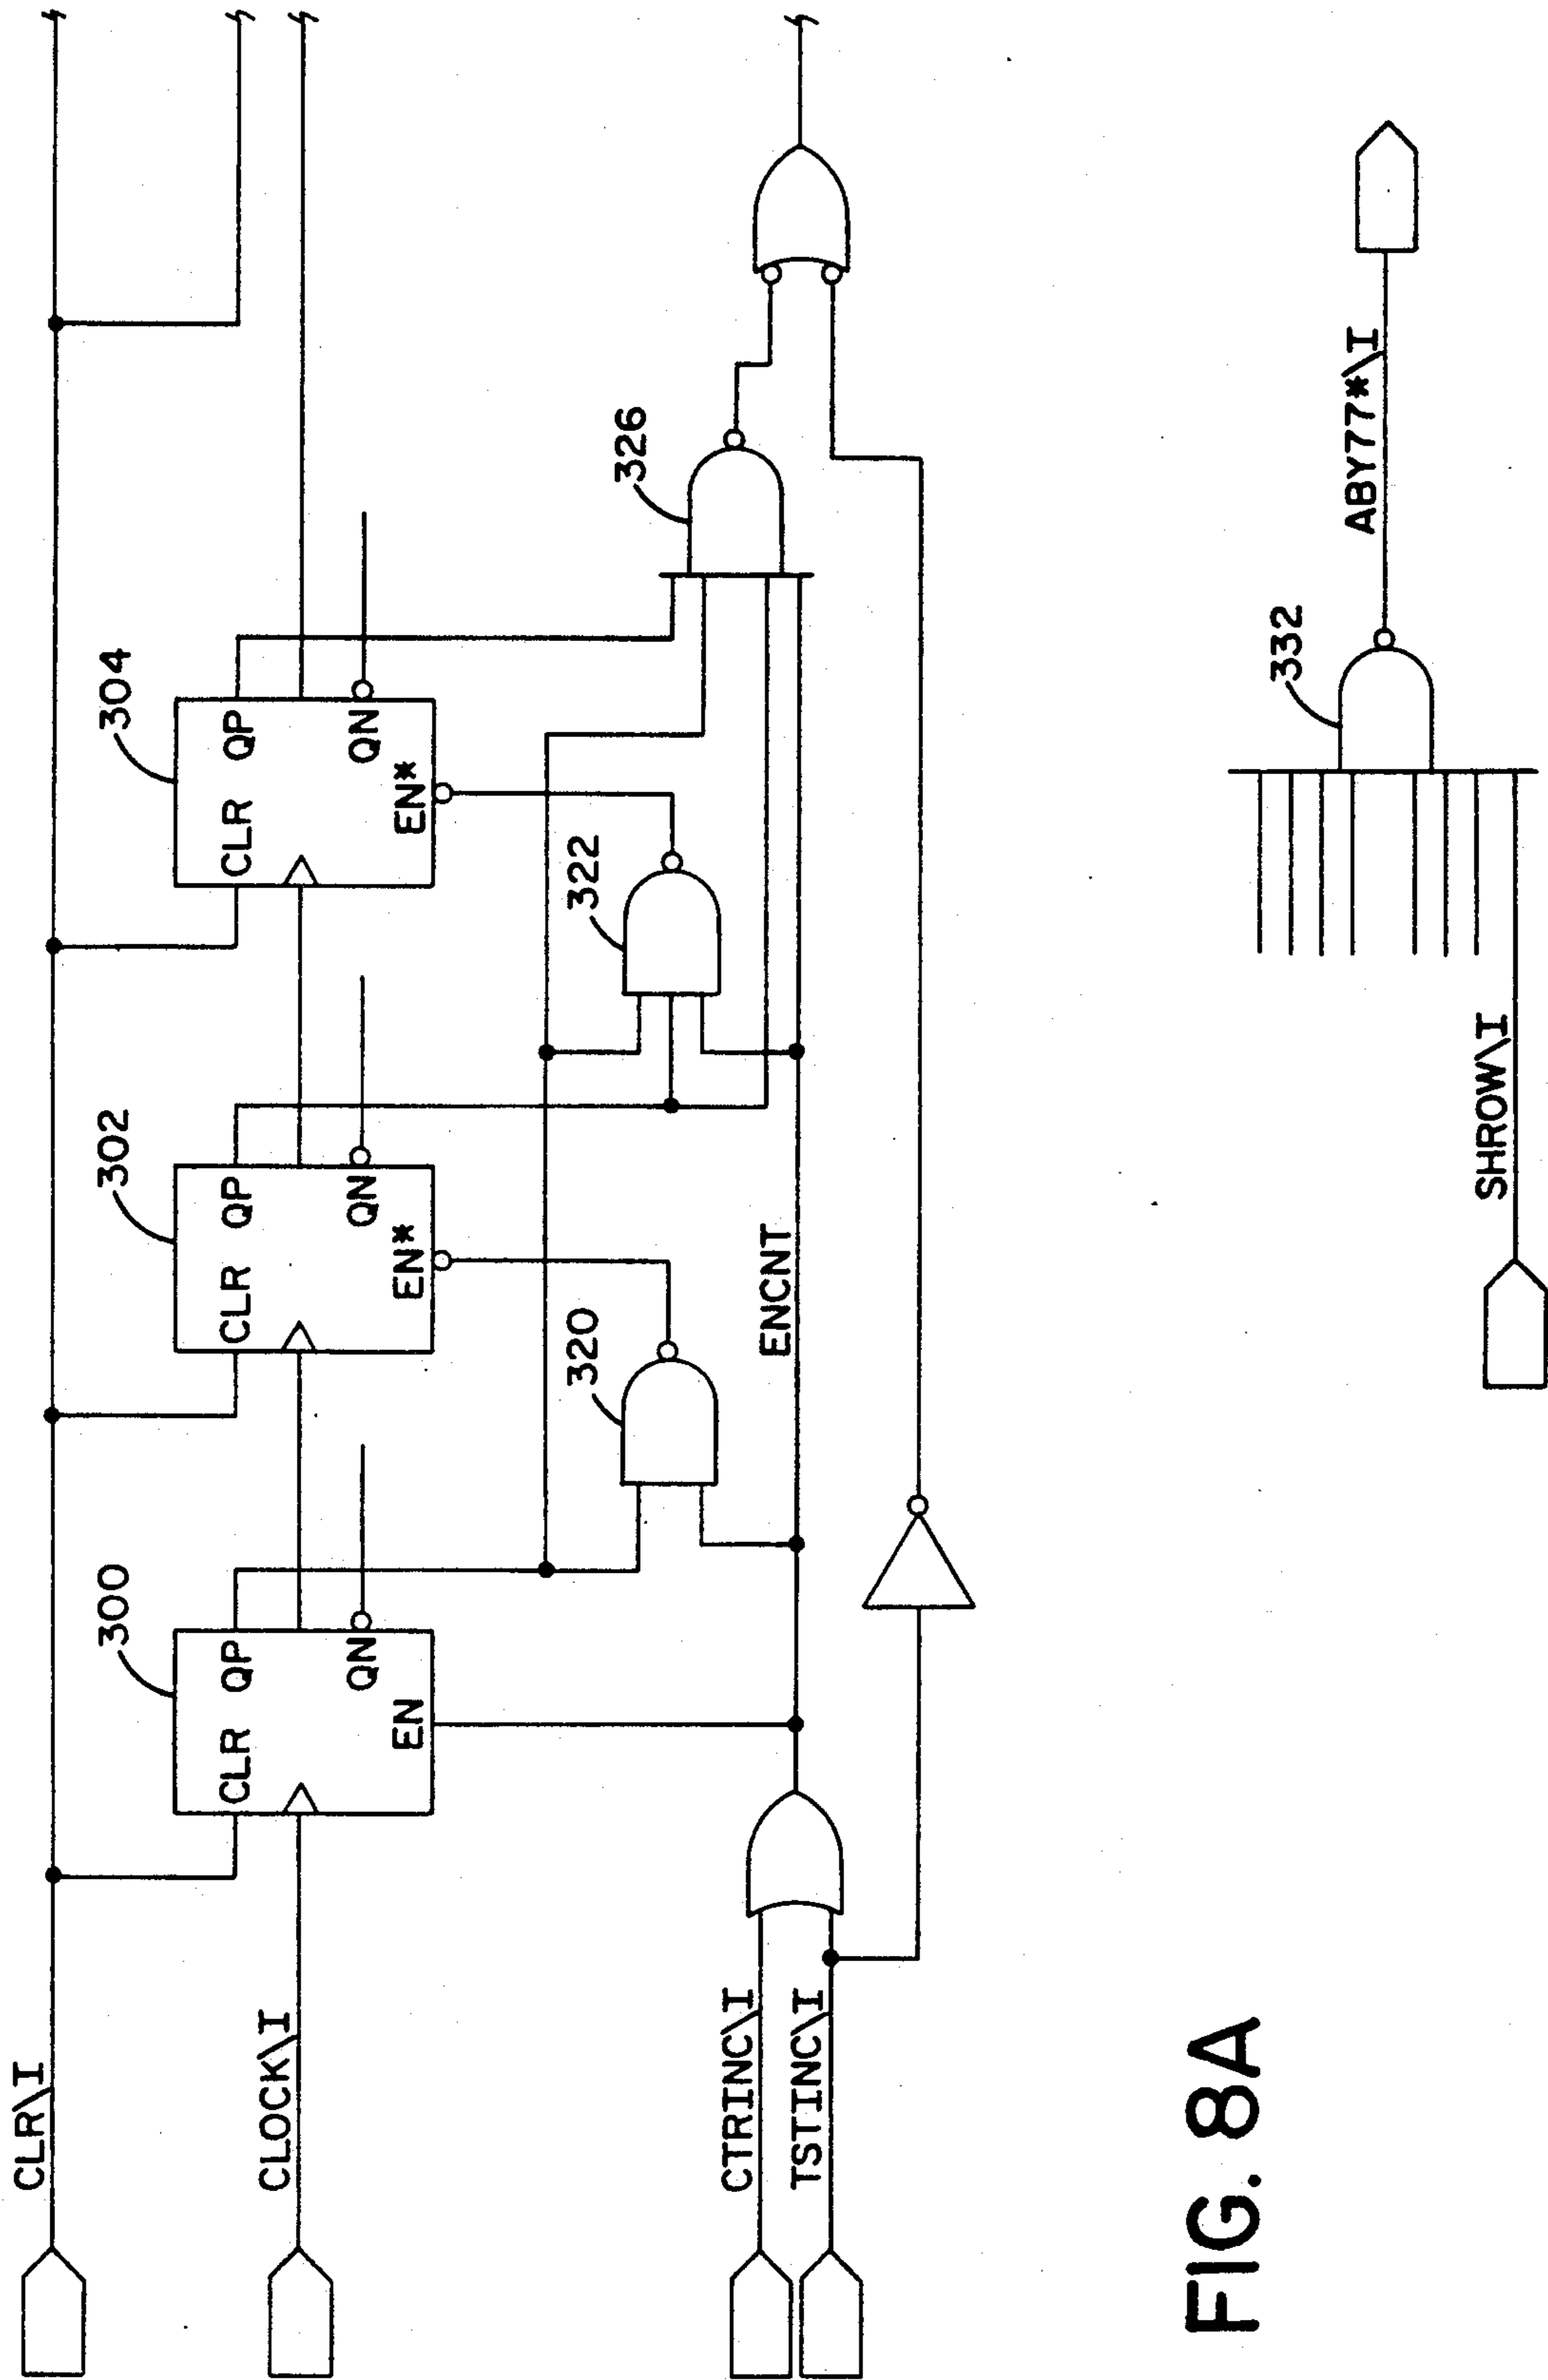 CLR\I
CLOCK\I
CTRINC\I
TSTINC\I
300
CLR QP
QN
EN
302
CLR QP
QN
EN*
304
CLR QP
QN
EN*
320
322
326
ENCNT
SHROW\I
332
ABY77*\I
FIG. 8A